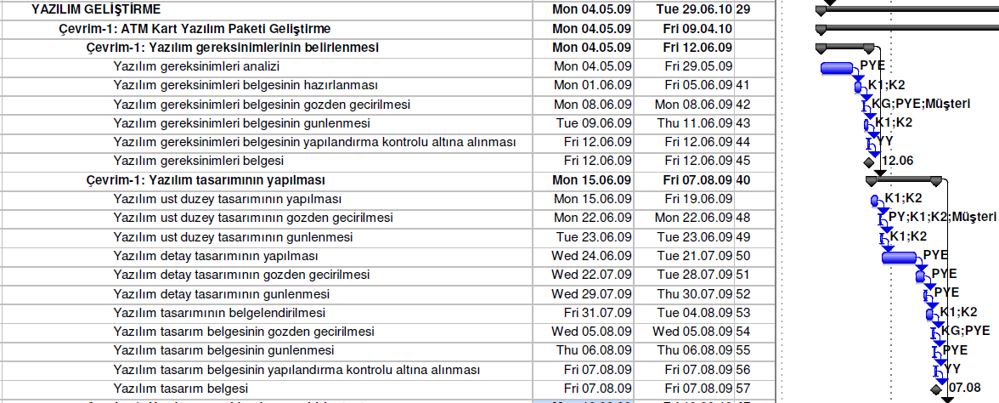 YAZILIM GELİŞTİRME Mon 04.05.09 Tue 29.06.10 29
Çevrim-1: ATM Kart Yazılım Paketi Geliştirme Mon 04.05.09 Fri 09.04.10
Çevrim-1: Yazılım gereksinimlerinin belirlenmesi Mon 04.05.09 Fri 12.06.09
Yazılım gereksinimleri analizi Mon 04.05.09 Fri 29.05.09 PYE
Yazılım gereksinimleri belgesinin hazırlanması Mon 01.06.09 Fri 05.06.09 41 K1;K2
Yazılım gereksinimleri belgesinin gozden gecirilmesi Mon 08.06.09 Mon 08.06.09 42 KG;PYE;Müşteri
Yazılım gereksinimleri belgesinin gunlenmesi Tue 09.06.09 Thu 11.06.09 43 K1;K2
Yazılım gereksinimleri belgesinin yapılandırma kontrolu altına alınması Fri 12.06.09 Fri 12.06.09 44 YY
Yazılım gereksinimleri belgesi Fri 12.06.09 Fri 12.06.09 45 12.06
Çevrim-1: Yazılım tasarımının yapılması Mon 15.06.09 Fri 07.08.09 40
Yazılım ust duzey tasarımının yapılması Mon 15.06.09 Fri 19.06.09 K1;K2
Yazılım ust duzey tasarımının gozden gecirilmesi Mon 22.06.09 Mon 22.06.09 48 PY;K1;K2;Müşteri
Yazılım ust duzey tasarımının gunlenmesi Tue 23.06.09 Tue 23.06.09 49 K1;K2
Yazılım detay tasarımının yapılması Wed 24.06.09 Tue 21.07.09 50 PYE
Yazılım detay tasarımının gozden gecirilmesi Wed 22.07.09 Tue 28.07.09 51 PYE
Yazılım detay tasarımının gunlenmesi Wed 29.07.09 Thu 30.07.09 52 PYE
Yazılım tasarımının belgelendirilmesi Fri 31.07.09 Tue 04.08.09 53 K1;K2
Yazılım tasarım belgesinin gozden gecirilmesi Wed 05.08.09 Wed 05.08.09 54 KG;PYE
Yazılım tasarım belgesinin gunlenmesi Thu 06.08.09 Thu 06.08.09 55 PYE
Yazılım tasarım belgesinin yapılandırma kontrolu altına alınması Fri 07.08.09 Fri 07.08.09 56 YY
Yazılım tasarım belgesi Fri 07.08.09 Fri 07.08.09 57 07.08